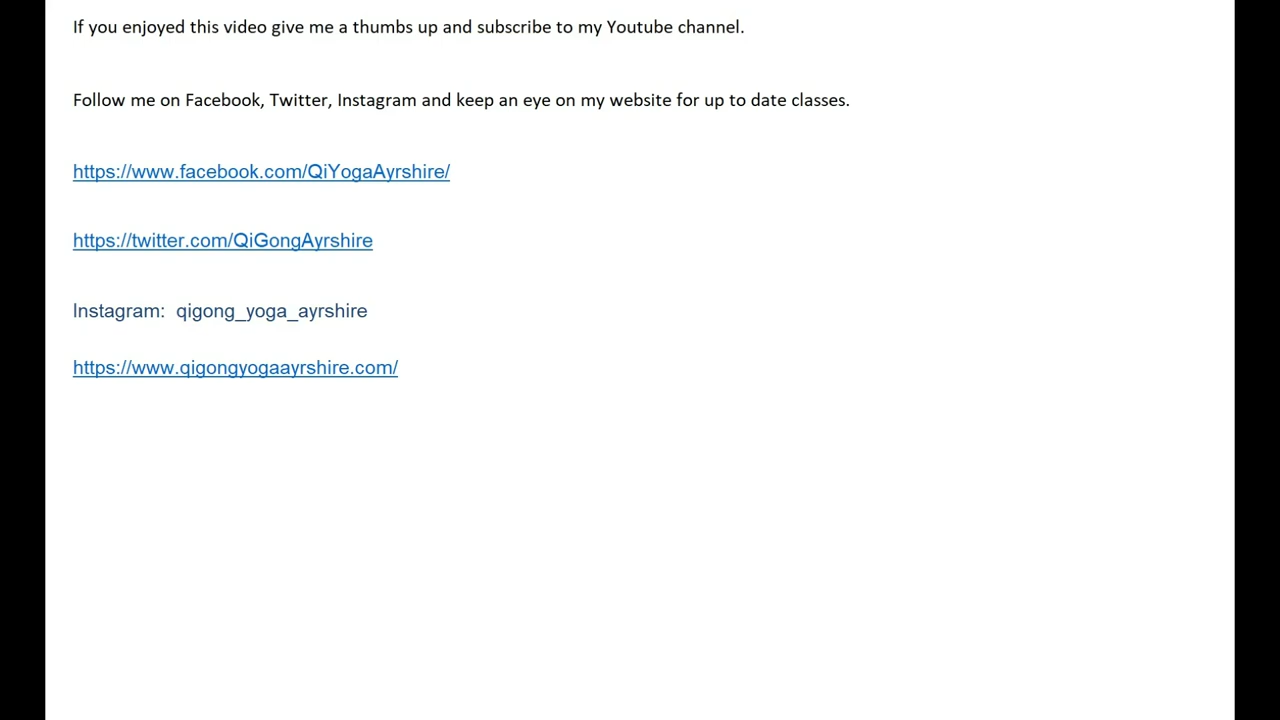 If you enjoyed this video give me a thumbs up and subscribe to my Youtube channel.
Follow me on Facebook, Twitter, Instagram and keep an eye on my website for up to date classes.
https://www.facebook.com/QiYogaAyrshire/
https://twitter.com/QiGongAyrshire
Instagram:  qigong_yoga_ayrshire
https://www.qigongyogaayrshire.com/